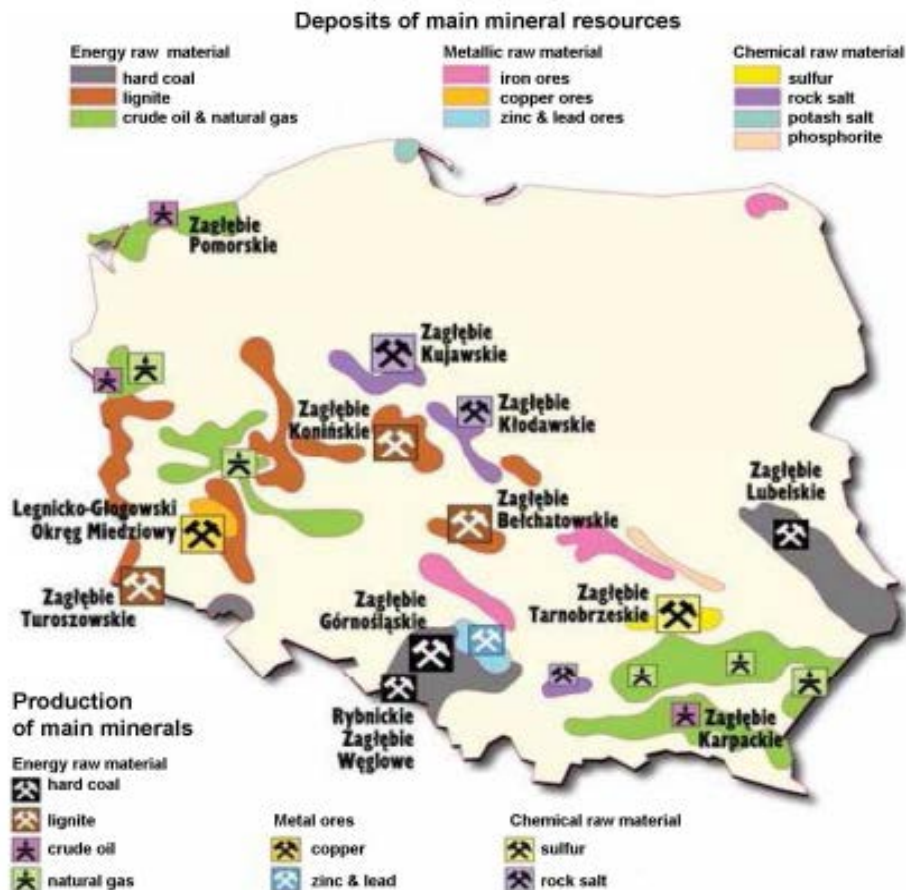 Deposits of main mineral resources
Energy raw material
hard coal
lignite
crude oil & natural gas
Metallic raw material
iron ores
copper ores
zinc & lead ores
Chemical raw material
sulfur
rock salt
potash salt
phosphorite
Zagłębie
Pomorskie
Zagłębie
Kujawskie
Zagłębie
Konińskie
Zagłębie
Kłodawskie
Zagłębie
Lubelskie
Legnicko-Głogowski
Okręg Miedziowy
Zagłębie
Bełchatowskie
Zagłębie
Turoszowskie
Zagłębie
Górnośląskie
Zagłębie
Tarnobrzeskie
Rybnickie
Zagłębie
Węglowe
Zagłębie
Karpackie
Production
of main minerals
Energy raw material
hard coal
lignite
crude oil
natural gas
Metal ores
copper
zinc & lead
Chemical raw material
sulfur
rock salt